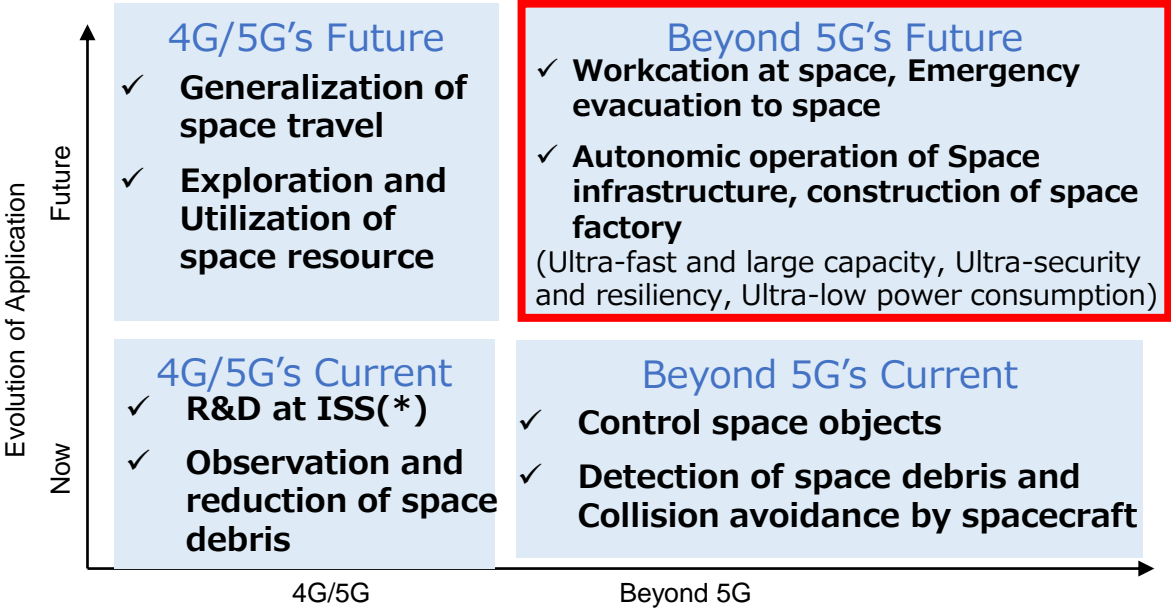 4G/5G's Future
✓ Generalization of
space travel
✓ Exploration and
Utilization of
space resource
Beyond 5G's Future
✓ Workcation at space, Emergency
evacuation to space
✓ Autonomic operation of Space
infrastructure, construction of space
factory
(Ultra-fast and large capacity, Ultra-security
and resiliency, Ultra-low power consumption)
4G/5G's Current
✓ R&D at ISS(*)
✓ Observation and
reduction of space
debris
Beyond 5G's Current
✓ Control space objects
✓ Detection of space debris and
Collision avoidance by spacecraft
Evolution of Application
Future
Now
4G/5G
Beyond 5G